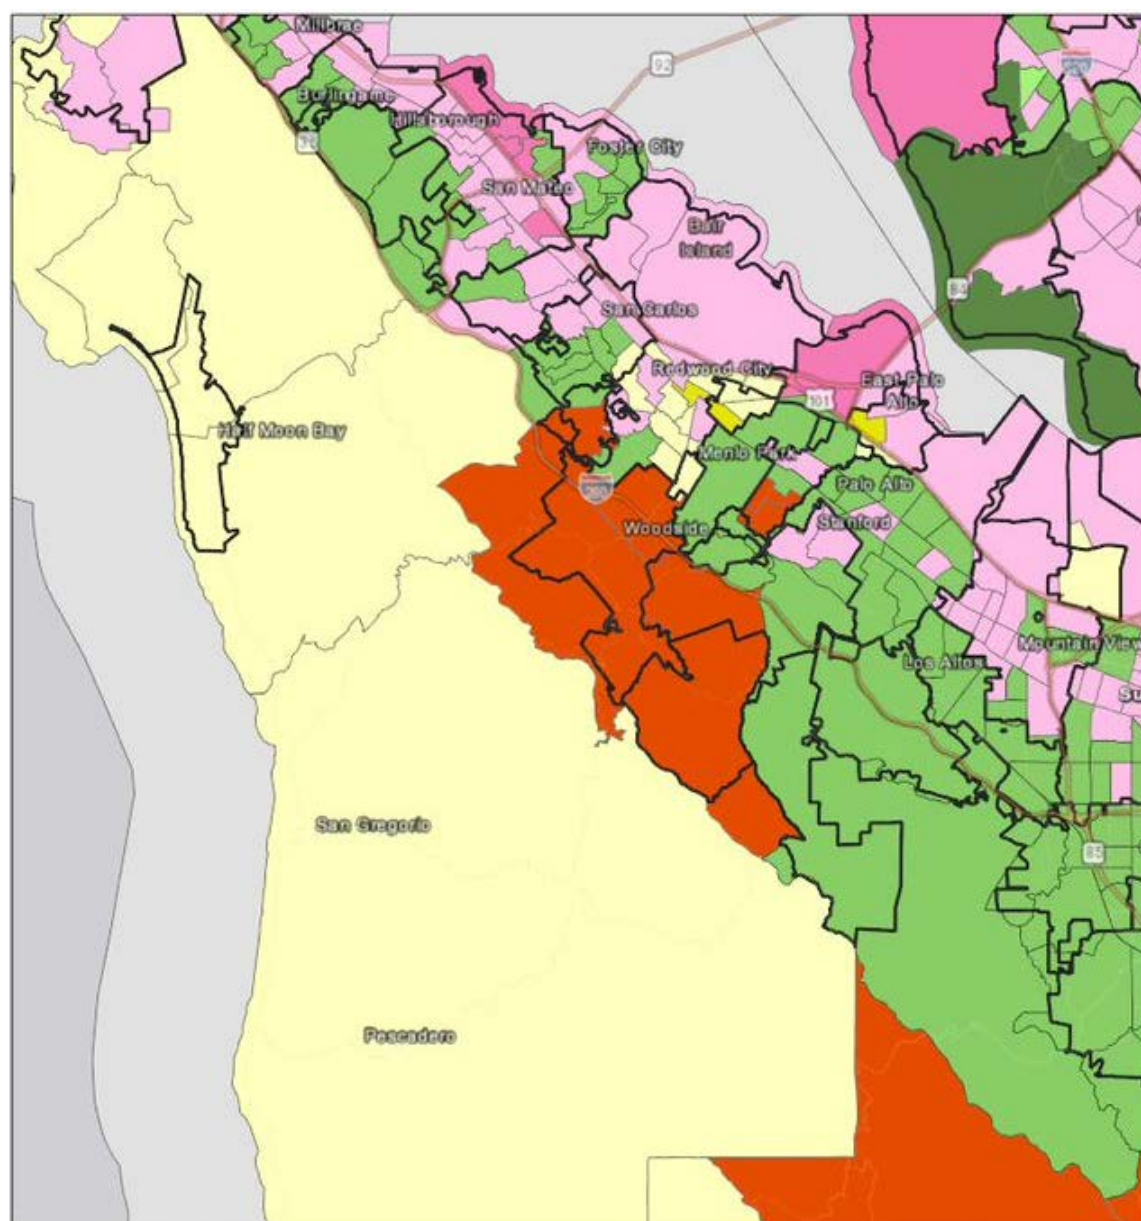 Millbrae
92
Burlingame
Hillsborough
Foster City
San Mateo
Bair
Island
84
San Carlos
Redwood City
East Palo
Alto
101
Half Moon Bay
Menlo Park
Palo Alto
280
Woodside
Stanford
Mountain View
Los Altos
Su
San Gregorio
85
Pescadero